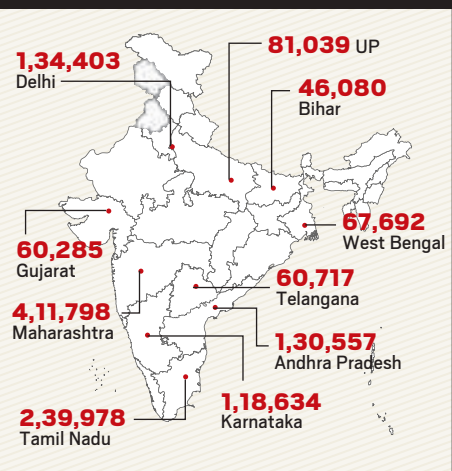 81,039 UP
1,34,403
Delhi
46,080
Bihar
67,692
West Bengal
60,285
Gujarat
60,717
Telangana
4,11,798
Maharashtra
1,30,557
Andhra Pradesh
1,18,634
Karnataka
2,39,978
Tamil Nadu